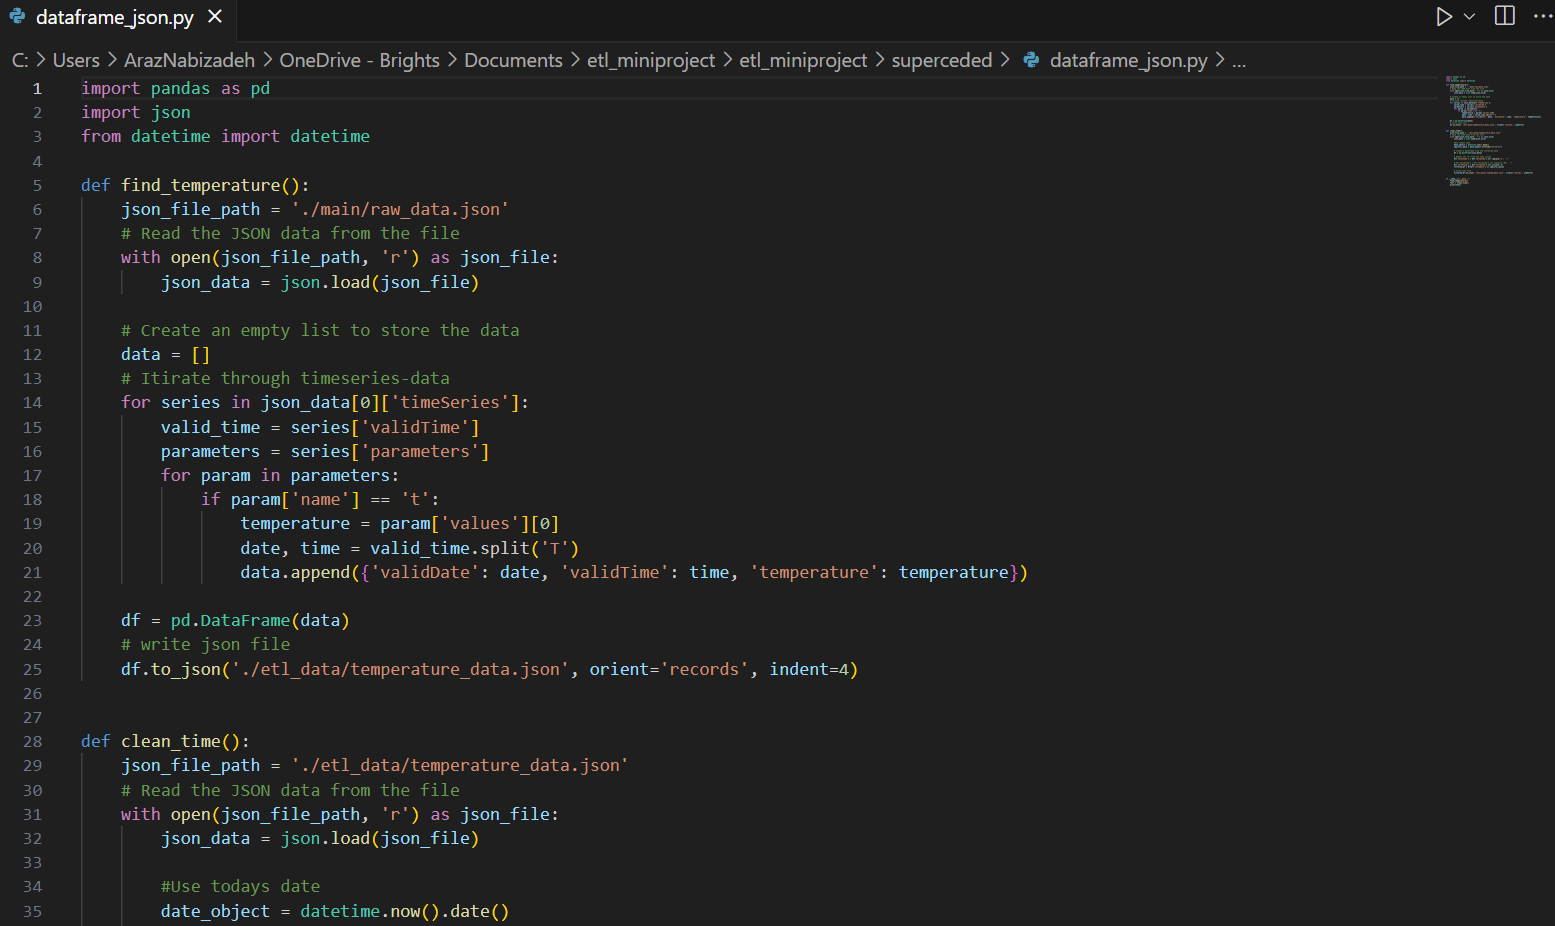 dataframe_json.py
C: > Users > ArazNabizadeh > OneDrive - Brights > Documents > etl_miniproject > etl_miniproject > superceded > dataframe_json.py > ...
1 import pandas as pd
2 import json
3 from datetime import datetime
4
5 def find_temperature():
6     json_file_path = './main/raw_data.json'
7     # Read the JSON data from the file
8     with open(json_file_path, 'r') as json_file:
9         json_data = json.load(json_file)
10
11     # Create an empty list to store the data
12     data = []
13     # Itirate through timeseries-data
14     for series in json_data[0]['timeSeries']:
15         valid_time = series['validTime']
16         parameters = series['parameters']
17         for param in parameters:
18             if param['name'] == 't':
19                 temperature = param['values'][0]
20                 date, time = valid_time.split('T')
21                 data.append({'validDate': date, 'validTime': time, 'temperature': temperature})
22
23     df = pd.DataFrame(data)
24     # write json file
25     df.to_json('./etl_data/temperature_data.json', orient='records', indent=4)
26
27
28 def clean_time():
29     json_file_path = './etl_data/temperature_data.json'
30     # Read the JSON data from the file
31     with open(json_file_path, 'r') as json_file:
32         json_data = json.load(json_file)
33
34         #Use todays date
35         date_object = datetime.now().date()